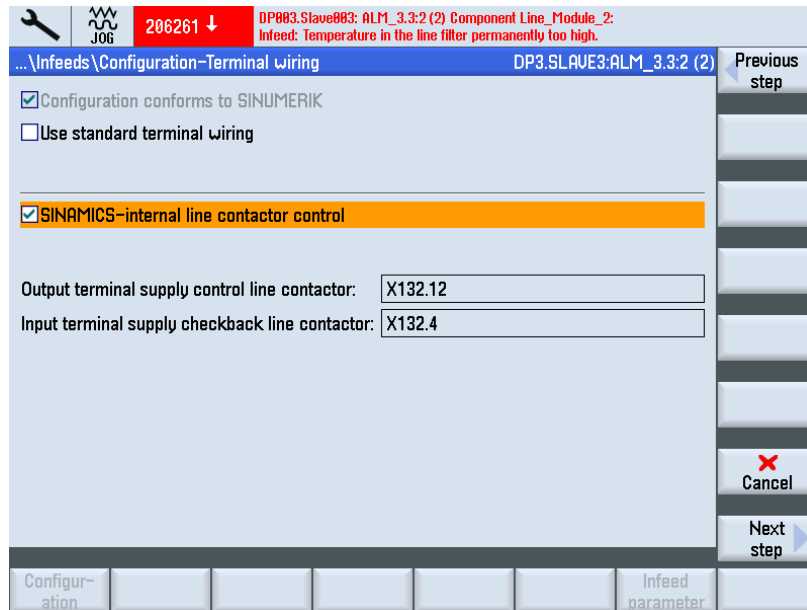 JOG
206261
DP003.Slave003: ALM_3.3:2 (2) Component Line_Module_2:
Infeed: Temperature in the line filter permanently too high.
...\Infeeds\Configuration-Terminal wiring
DP3.SLAVE3:ALM_3.3:2 (2)
Previous
step
Configuration conforms to SINUMERIK
Use standard terminal wiring
SINAMICS-internal line contactor control
Output terminal supply control line contactor:
X132.12
Input terminal supply checkback line contactor:
X132.4
Cancel
Next
step
Configur-
ation
Infeed
parameter